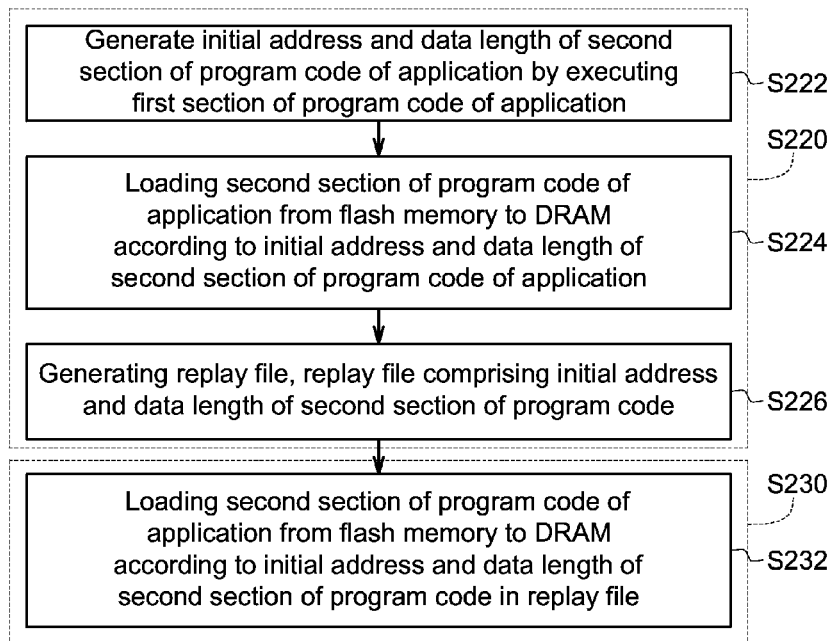 Generate initial address and data length of second
section of program code of application by executing
first section of program code of application
S222
S220
Loading second section of program code of
application from flash memory to DRAM
according to initial address and data length of
second section of program code of application
S224
Generating replay file, replay file comprising initial address
and data length of second section of program code
S226
S230
Loading second section of program code of
application from flash memory to DRAM
according to initial address and data length of
second section of program code in replay file
S232